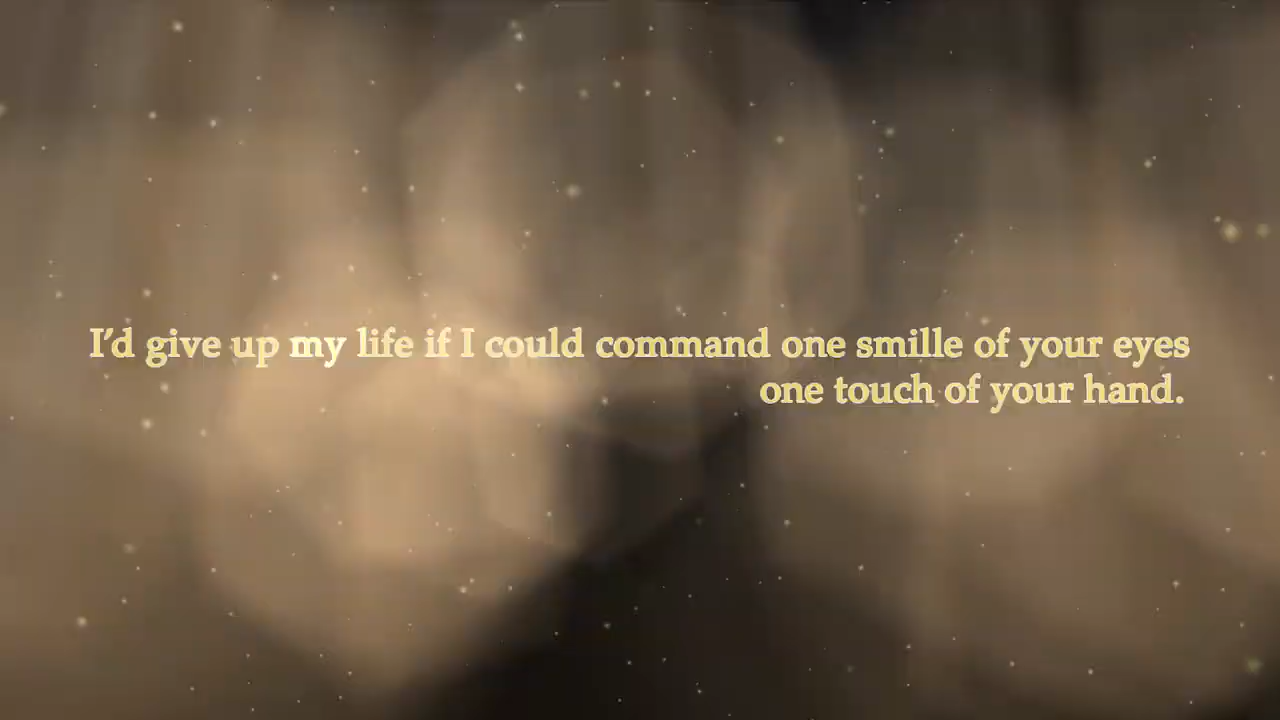 I'd give up my life if I could command one smille of your eyes
one touch of your hand.